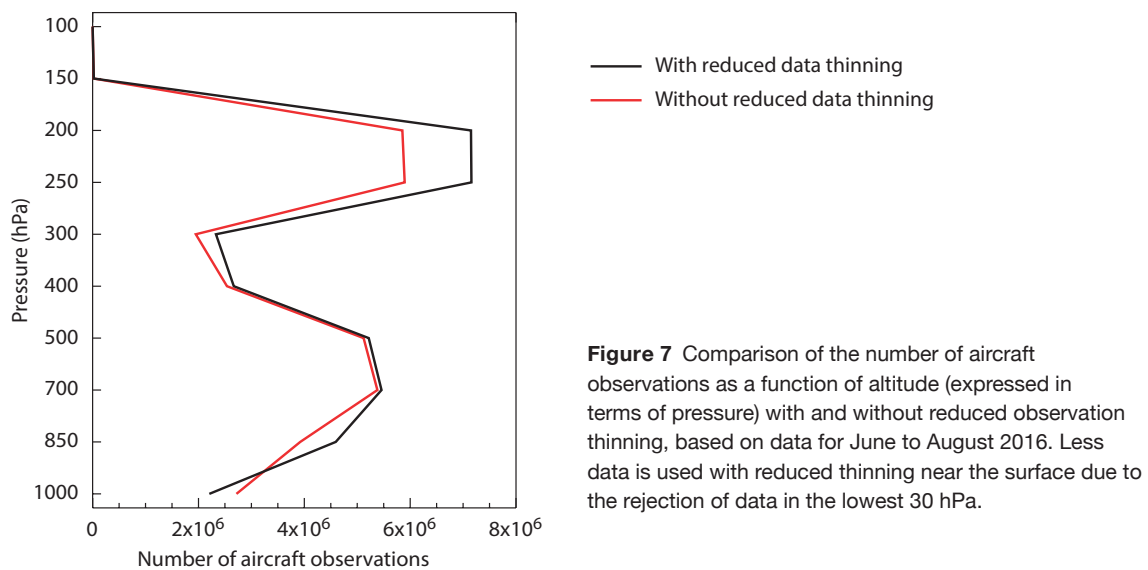 100
150
200
250
300
400
500
700
850
1000
Pressure (hPa)
0
2x10⁶
4x10⁶
6x10⁶
8x10⁶
Number of aircraft observations
With reduced data thinning
Without reduced data thinning
Figure 7 Comparison of the number of aircraft
observations as a function of altitude (expressed in
terms of pressure) with and without reduced observation
thinning, based on data for June to August 2016. Less
data is used with reduced thinning near the surface due to
the rejection of data in the lowest 30 hPa.